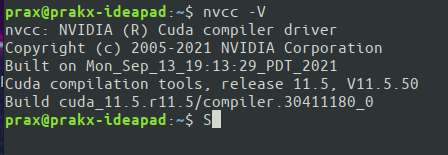 prax@prakx-ideapad:~$ nvcc -V
nvcc: NVIDIA (R) Cuda compiler driver
Copyright (c) 2005-2021 NVIDIA Corporation
Built on Mon_Sep_13_19:13:29_PDT_2021
Cuda compilation tools, release 11.5, V11.5.50
Build cuda_11.5.r11.5/compiler.30411180_0
prax@prakx-ideapad:~$ S